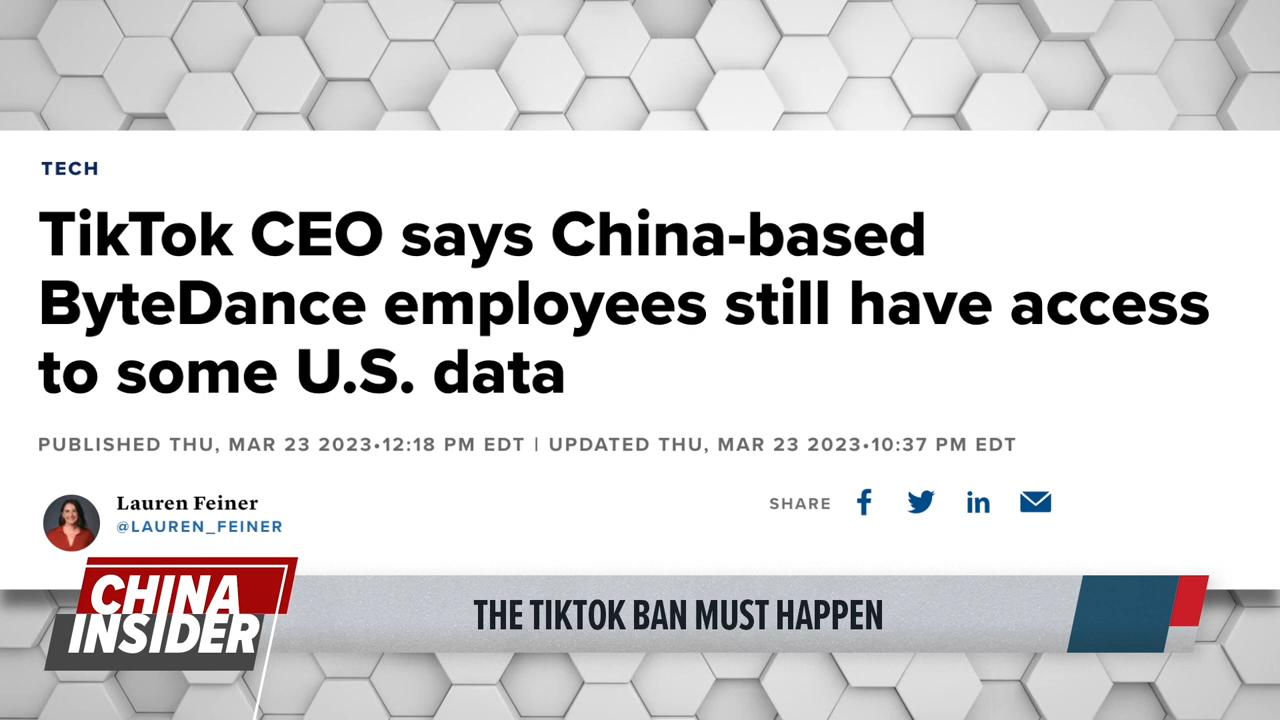 TECH
TikTok CEO says China-based
ByteDance employees still have access
to some U.S. data
PUBLISHED THU, MAR 23 2023•12:18 PM EDT | UPDATED THU, MAR 23 2023•10:37 PM EDT
Lauren Feiner
@LAUREN_FEINER
SHARE
CHINA
INSIDER
THE TIKTOK BAN MUST HAPPEN